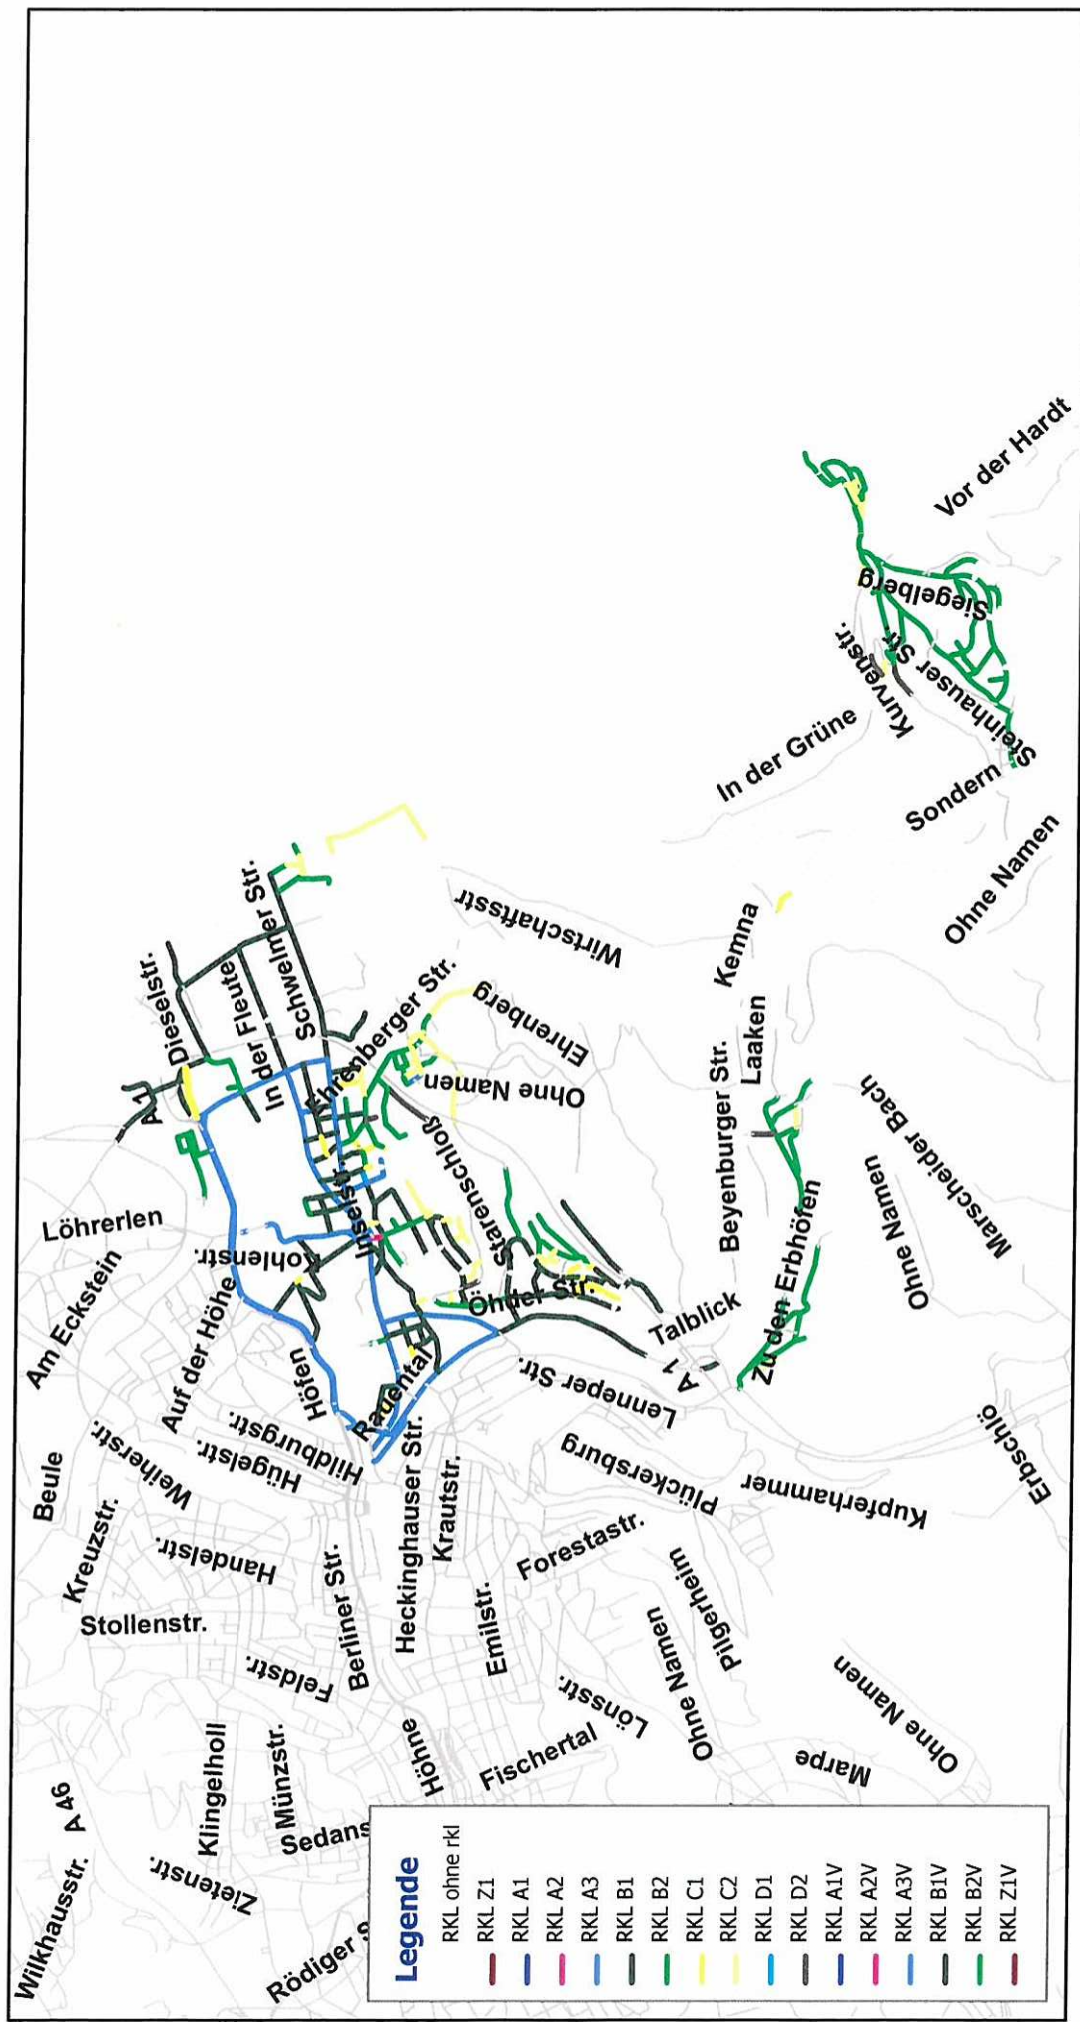 Wilkhausstr.
A 46
Beule
Am Eckstein
Löhrerlen
Kreuzstr.
Weiherstr.
Stollenstr.
Handelstr.
Auf der Höhe
Hügelstr.
Hildburgstr.
Höfen
Kohlenstr.
A 1
Dieselstr.
In der Fleute
Schwelmer Str.
Zietenstr.
Klingelholl
Münzstr.
Sedans
Feldstr.
Berliner Str.
Rödiger S
Höhne
Heckinghauser Str.
Krautstr.
Rauental
Inselstr.
Ehrenberger Str.
Ehrenberg
Ohne Namen
Wirtschaftsstr
Starenschloß
Öhder Str.
Emilstr.
Fischertal
Lönsstr.
Forestastr.
Plückersburg
Lenneper Str.
Talblick
A 1
Ohne Namen
Pilgerheim
Kupferhammer
Zu den Erbhöfen
Beyenburger Str.
Laaken
Kemna
In der Grüne
Kurvenstr.
Steinhauser Str.
Siegelberg
Vor der Hardt
Sondern
Ohne Namen
Marscheider Bach
Ohne Namen
Erbschlö
Marpe
Ohne Namen
Legende
RKL ohne rkl
RKL Z1
RKL A1
RKL A2
RKL A3
RKL B1
RKL B2
RKL C1
RKL C2
RKL D1
RKL D2
RKL A1V
RKL A2V
RKL A3V
RKL B1V
RKL B2V
RKL Z1V